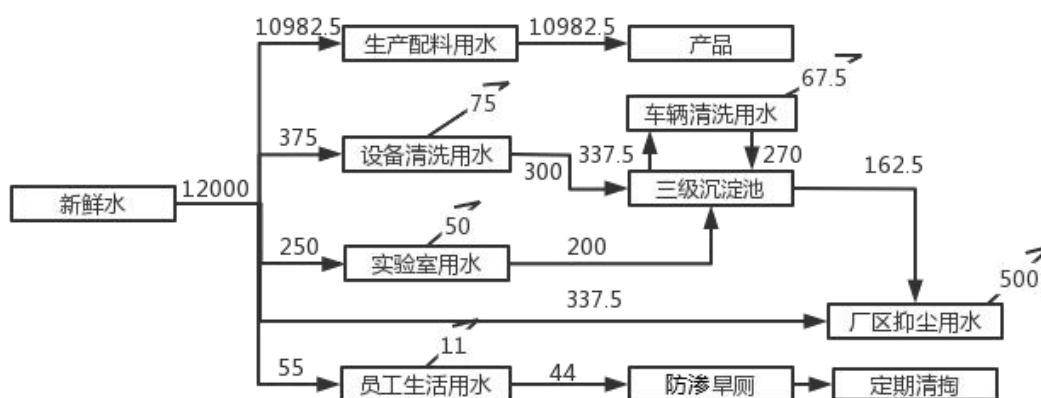 10982.5
生产配料用水
10982.5
产品
67.5
车辆清洗用水
75
375
设备清洗用水
300
337.5
270
三级沉淀池
162.5
新鲜水
12000
50
250
实验室用水
200
500
337.5
厂区抑尘用水
11
55
员工生活用水
44
防渗旱厕
定期清掏